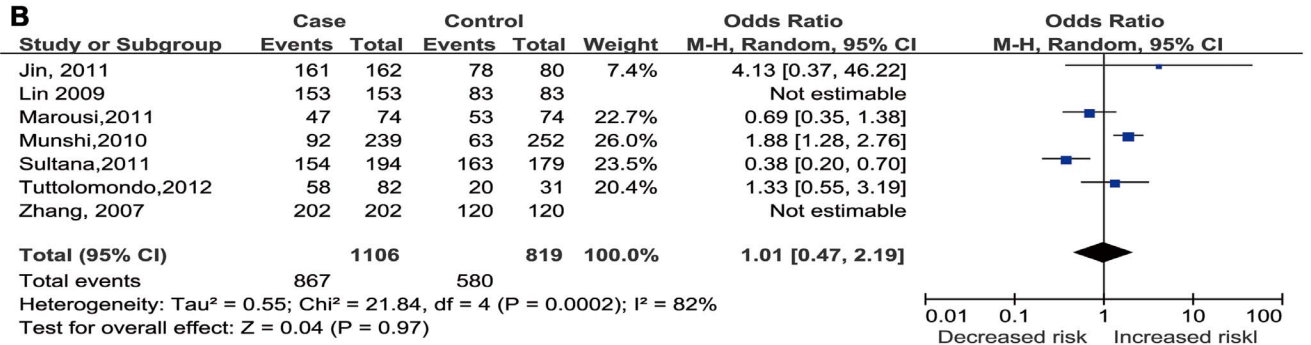 B
Case Control Odds Ratio Odds Ratio
Study or Subgroup Events Total Events Total Weight M-H, Random, 95% CI M-H, Random, 95% CI
Jin, 2011 161 162 78 80 7.4% 4.13 [0.37, 46.22]
Lin 2009 153 153 83 83 Not estimable
Marousi,2011 47 74 53 74 22.7% 0.69 [0.35, 1.38]
Munshi,2010 92 239 63 252 26.0% 1.88 [1.28, 2.76]
Sultana,2011 154 194 163 179 23.5% 0.38 [0.20, 0.70]
Tuttolomondo,2012 58 82 20 31 20.4% 1.33 [0.55, 3.19]
Zhang, 2007 202 202 120 120 Not estimable
Total (95% CI) 1106 819 100.0% 1.01 [0.47, 2.19]
Total events 867 580
Heterogeneity: Tau² = 0.55; Chi² = 21.84, df = 4 (P = 0.0002); I² = 82%
Test for overall effect: Z = 0.04 (P = 0.97)
0.01 0.1 1 10 100
Decreased risk Increased riskl